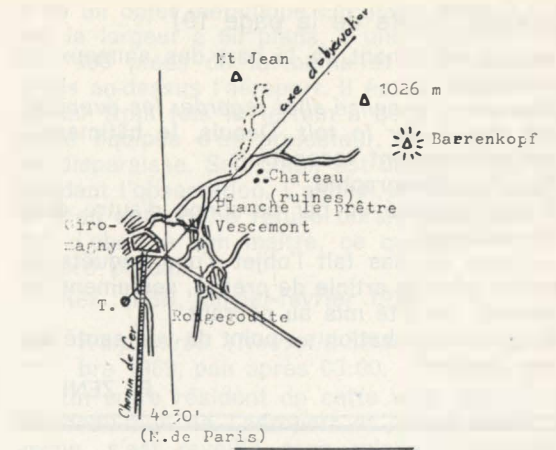 Mt Jean
axe d'observation
1026 m
Barrenkopf
Chateau
(ruines)
Planche à prêtre
Giro-
magny
Vescemont
T.
Rougegoutte
Chemin de Fer
4°30'
(M.de Paris)